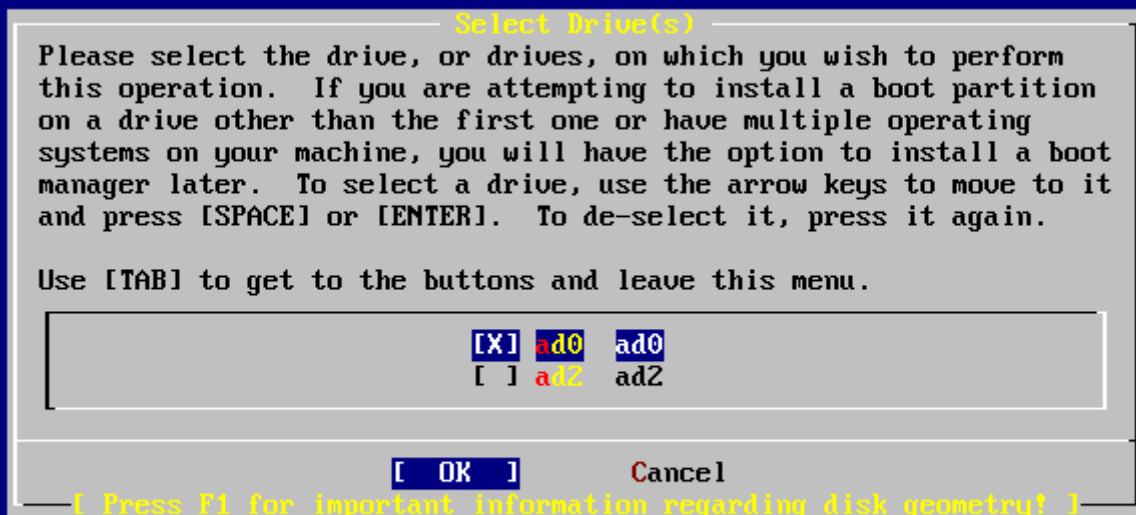 Select Drive(s)
Please select the drive, or drives, on which you wish to perform
this operation.  If you are attempting to install a boot partition
on a drive other than the first one or have multiple operating
systems on your machine, you will have the option to install a boot
manager later.  To select a drive, use the arrow keys to move to it
and press [SPACE] or [ENTER].  To de-select it, press it again.
Use [TAB] to get to the buttons and leave this menu.
[X] ad0 ad0
[ ] ad2 ad2
[ OK ] Cancel
[ Press F1 for important information regarding disk geometry! ]